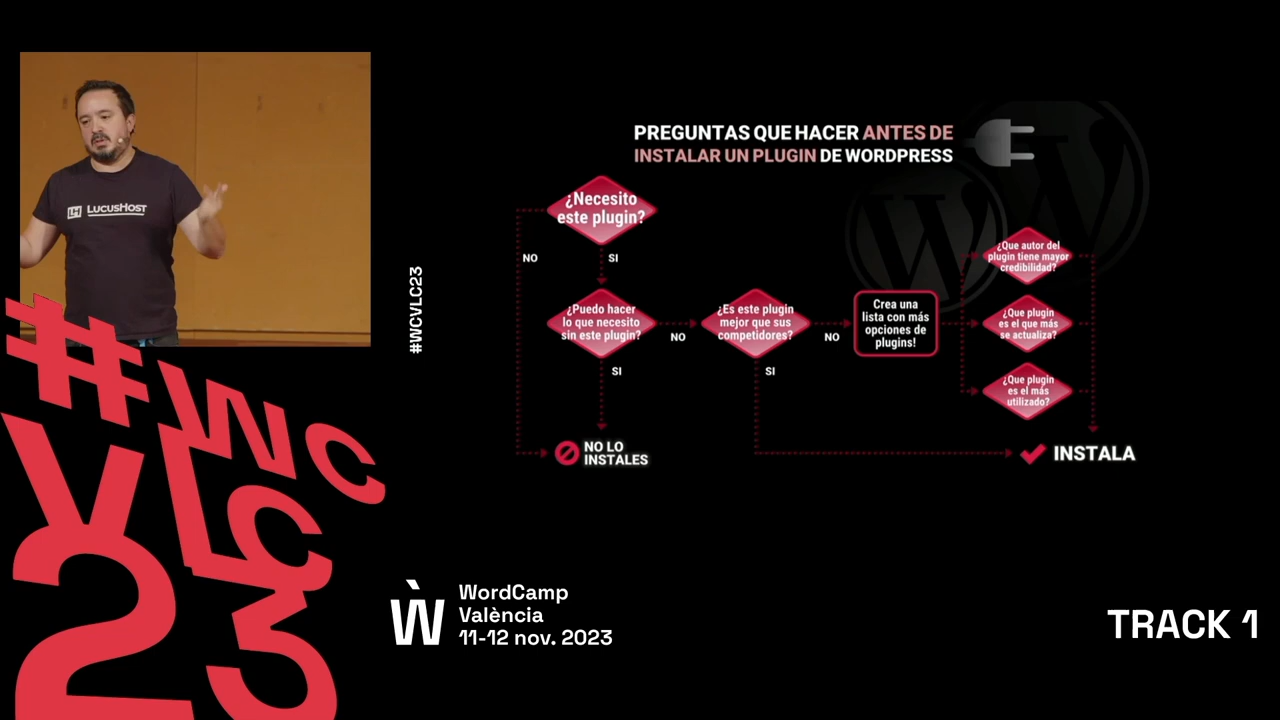 LH LUCUSHOST
#WCVLC23
PREGUNTAS QUE HACER ANTES DE
INSTALAR UN PLUGIN DE WORDPRESS
¿Necesito
este plugin?
NO
SI
¿Puedo hacer
lo que necesito
sin este plugin?
NO
SI
¿Es este plugin
mejor que sus
competidores?
NO
SI
Crea una
lista con más
opciones de
plugins!
¿Que autor del
plugin tiene mayor
credibilidad?
¿Que plugin
es el que más
se actualiza?
¿Que plugin
es el más
utilizado?
NO LO
INSTALES
INSTALA
#WC
VLC
23
Ẁ
WordCamp
València
11-12 nov. 2023
TRACK 1